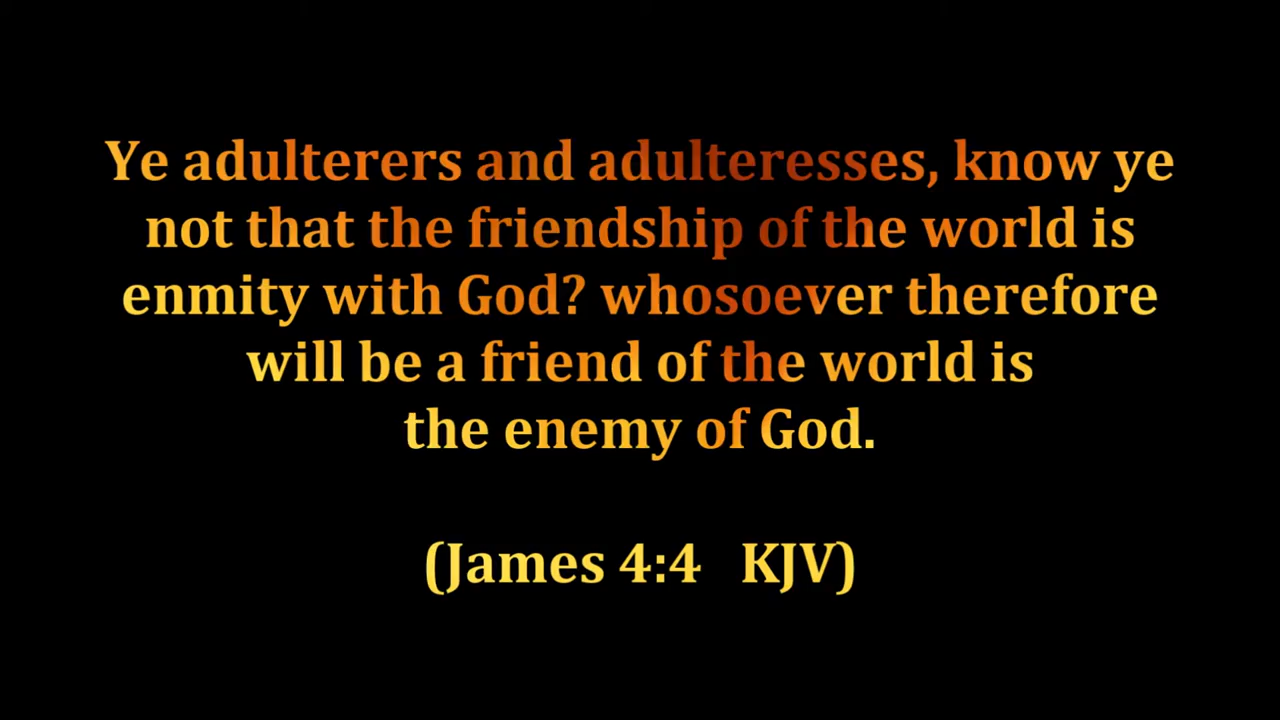 Ye adulterers and adulteresses, know ye
not that the friendship of the world is
enmity with God? whosoever therefore
will be a friend of the world is
the enemy of God.
(James 4:4 KJV)